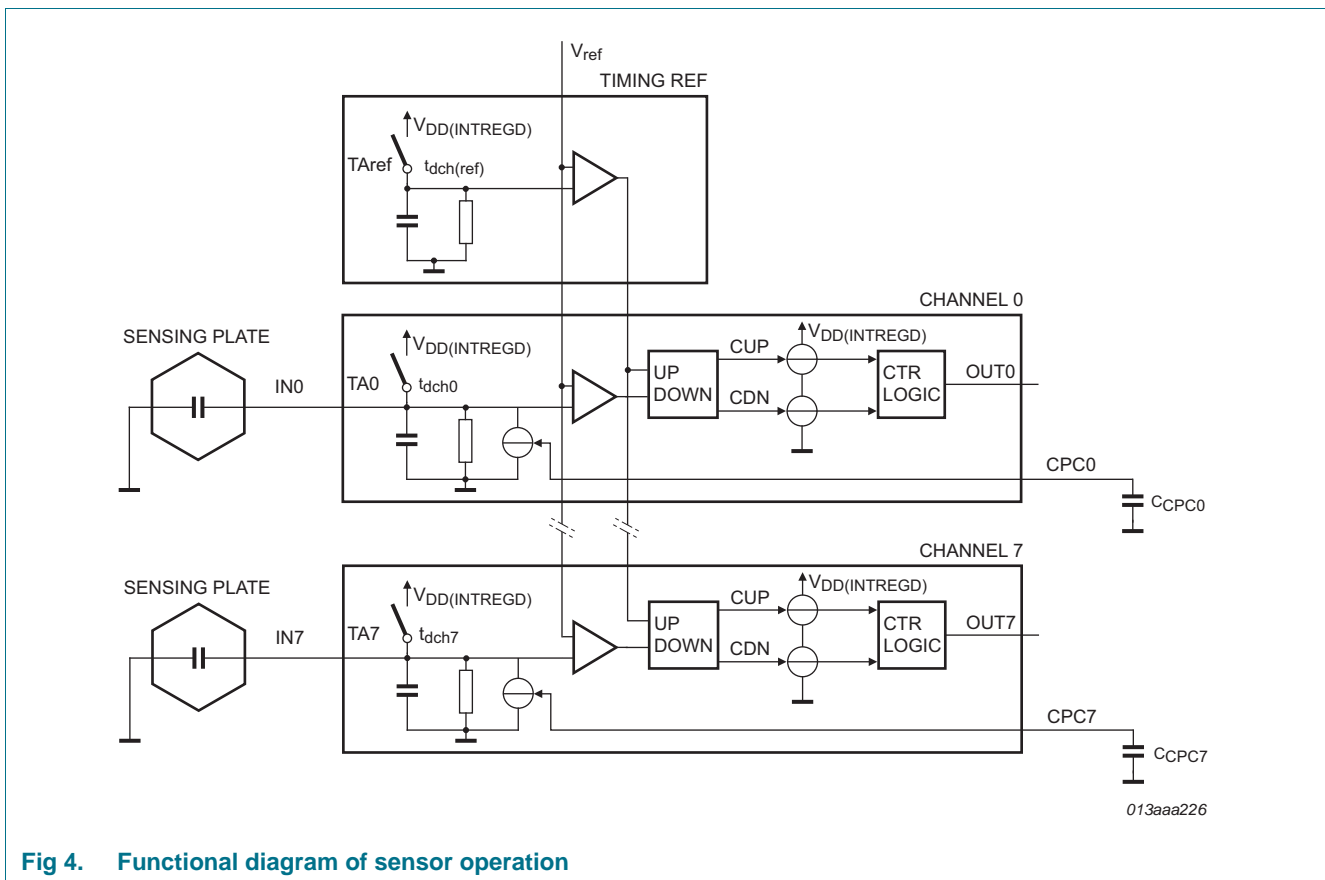 Vref
TIMING REF
VDD(INTREGD)
TAref
tdch(ref)
CHANNEL 0
SENSING PLATE
VDD(INTREGD)
VDD(INTREGD)
CUP
IN0
TA0
tdch0
UP
DOWN
CTR
LOGIC
OUT0
CDN
CPC0
CCPC0
CHANNEL 7
SENSING PLATE
VDD(INTREGD)
VDD(INTREGD)
CUP
IN7
TA7
tdch7
UP
DOWN
CTR
LOGIC
OUT7
CDN
CPC7
CCPC7
013aaa226
Fig 4. Functional diagram of sensor operation